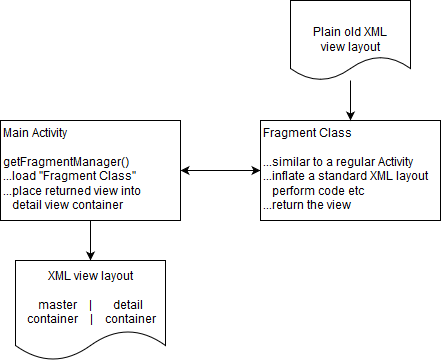 Plain old XML
view layout
Main Activity
getFragmentManager()
...load "Fragment Class"
...place returned view into
detail view container
Fragment Class
...similar to a regular Activity
...inflate a standard XML layout
perform code etc
...return the view
XML view layout
master | detail
container | container